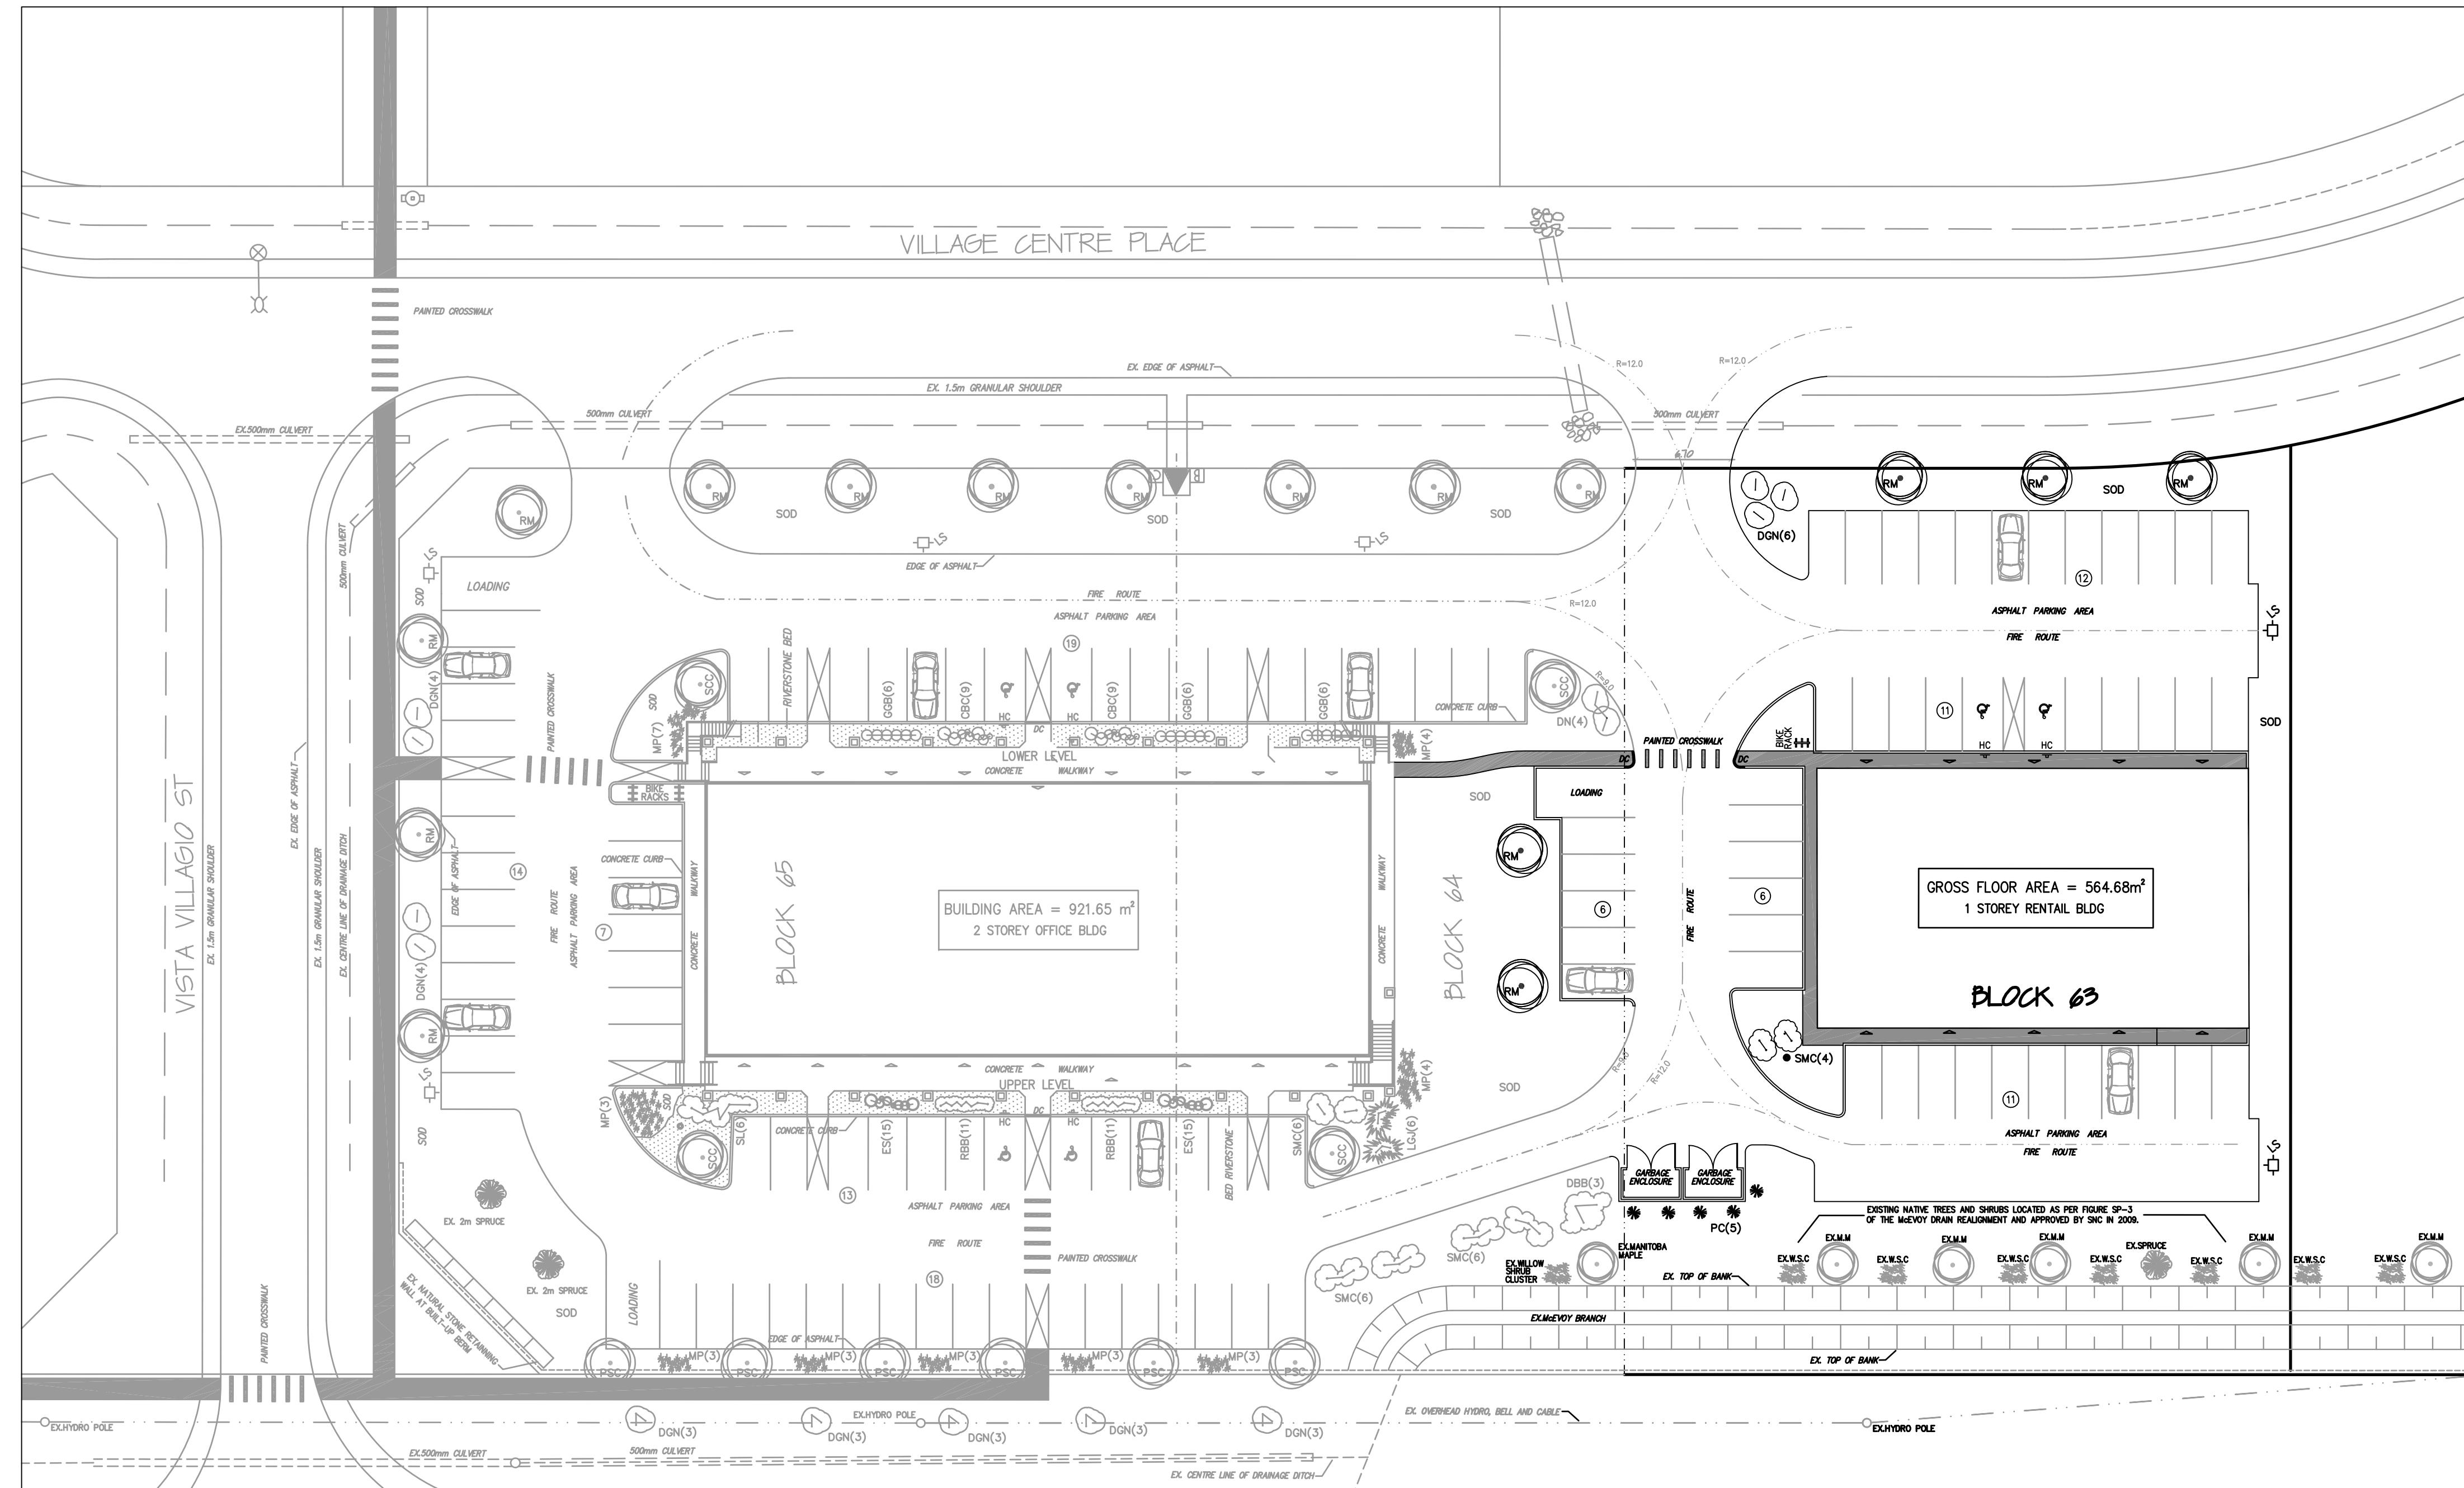 VILLAGE CENTRE PLACE
PAINTED CROSSWALK
R=12.0
R=12.0
EX. EDGE OF ASPHALT
EX. 1.5m GRANULAR SHOULDER
500mm CULVERT
500mm CULVERT
EX.500mm CULVERT
6.70
RM
RM
RM
RM
RM
RM
RM
RM
RM
RM
RM
SOD
SOD
SOD
SOD
DGN(6)
LS
LS
LS
EDGE OF ASPHALT
500mm CULVERT
LOADING
SOD
12
FIRE ROUTE
R=12.0
ASPHALT PARKING AREA
ASPHALT PARKING AREA
FIRE ROUTE
LS
19
RM
DGN(4)
PAINTED CROSSWALK
SOD
SCC
RIVERSTONE BED
GGB(6)
CBC(9)
HC
HC
CBC(9)
GGB(6)
GGB(6)
CONCRETE CURB
SCC
R=9.0
DN(4)
11
HC
HC
SOD
MP(7)
DC
MP(4)
PAINTED CROSSWALK
BIKE
RACK
DC
DC
LOWER LEVEL
CONCRETE WALKWAY
BIKE
RACKS
SOD
LOADING
VISTA VILLAGIO ST
EX. 1.5m GRANULAR SHOULDER
EX. EDGE OF ASPHALT
EX. 1.5m GRANULAR SHOULDER
EX. CENTRE LINE OF DRAINAGE DITCH
RM
EDGE OF ASPHALT
14
FIRE ROUTE
ASPHALT PARKING AREA
CONCRETE CURB
7
CONCRETE WALKWAY
BLOCK 65
BUILDING AREA = 921.65 m²
2 STOREY OFFICE BLDG
CONCRETE WALKWAY
BLOCK 64
RM
RM
6
FIRE ROUTE
6
GROSS FLOOR AREA = 564.68m²
1 STOREY RENTAIL BLDG
BLOCK 63
DGN(4)
RM
LS
SOD
CONCRETE WALKWAY
UPPER LEVEL
MP(3)
SOD
SL(6)
SCC
CONCRETE CURB
ES(15)
RBB(11)
DC
HC
HC
RBB(11)
ES(15)
BED RIVERSTONE
SMC(6)
SCC
LGJ(6)
MP(4)
SOD
R=9.0
R=12.0
SMC(4)
11
ASPHALT PARKING AREA
FIRE ROUTE
LS
GARBAGE
ENCLOSURE
GARBAGE
ENCLOSURE
PC(5)
DBB(3)
13
ASPHALT PARKING AREA
FIRE ROUTE
PAINTED CROSSWALK
18
SMC(6)
SMC(6)
EX. 2m SPRUCE
EX. 2m SPRUCE
SOD
LOADING
EX. NATURAL STONE RETAINNING
WALL AT BUILT-UP BERM
PAINTED CROSSWALK
EXISTING NATIVE TREES AND SHRUBS LOCATED AS PER FIGURE SP-3
OF THE McEVOY DRAIN REALIGNMENT AND APPROVED BY SNC IN 2009.
EX.WILLOW
SHRUB
CLUSTER
EX.MANITOBA
MAPLE
EX.W.S.C
EX.M.M
EX.W.S.C
EX.M.M
EX.W.S.C
EX.M.M
EX.W.S.C
EX.SPRUCE
EX.W.S.C
EX.M.M
EX.W.S.C
EX.W.S.C
EX.M.M
EX. TOP OF BANK
EX.McEVOY BRANCH
EX. TOP OF BANK
EDGE OF ASPHALT
PSC
MP(3)
PSC
MP(3)
PSC
MP(3)
PSC
MP(3)
PSC
MP(3)
PSC
EX.HYDRO POLE
DGN(3)
DGN(3)
EX.HYDRO POLE
DGN(3)
DGN(3)
DGN(3)
EX. OVERHEAD HYDRO, BELL AND CABLE
EX.HYDRO POLE
EX.500mm CULVERT
500mm CULVERT
EX. CENTRE LINE OF DRAINAGE DITCH